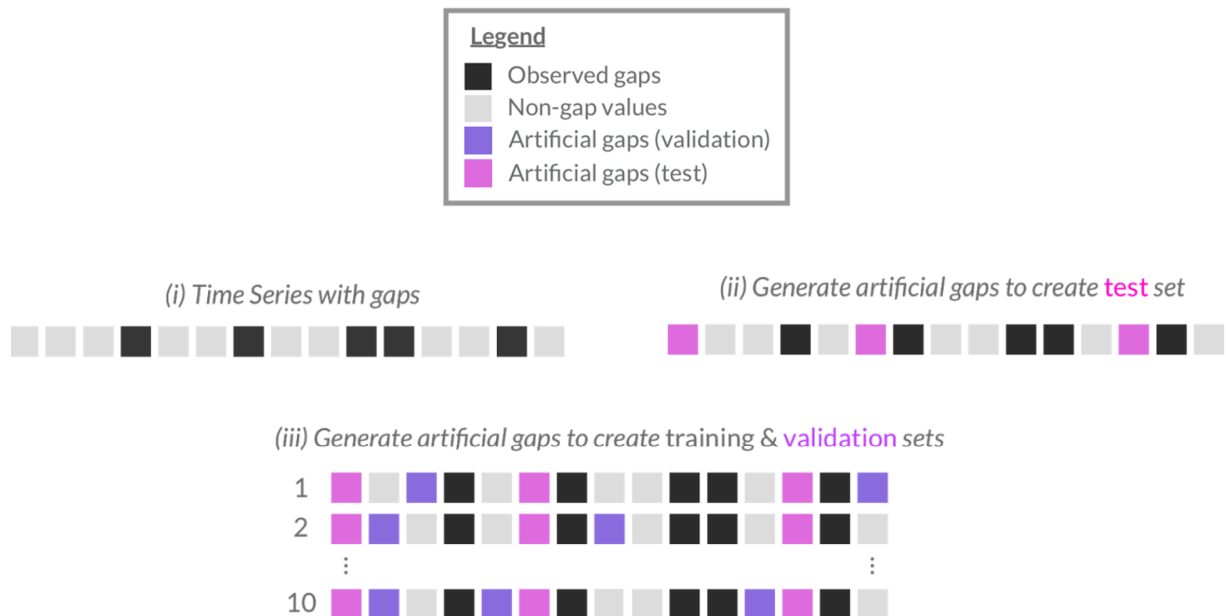 Legend
Observed gaps
Non-gap values
Artificial gaps (validation)
Artificial gaps (test)
(i) Time Series with gaps
(ii) Generate artificial gaps to create test set
(iii) Generate artificial gaps to create training & validation sets
1
2
10